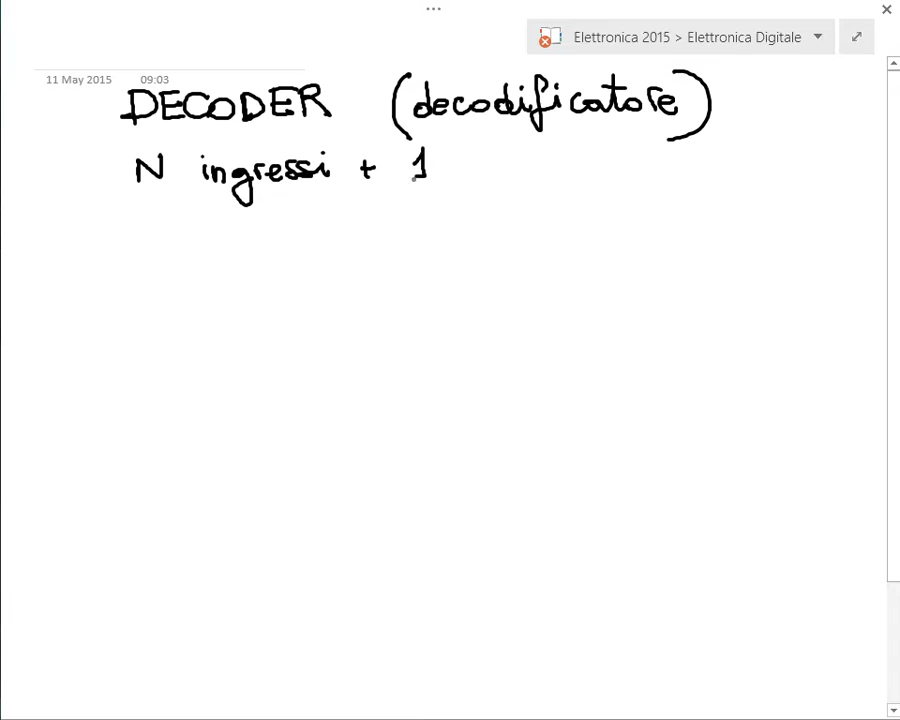 Elettronica 2015 > Elettronica Digitale
11 May 2015 09:03
DECODER (decodificatore)
N ingressi + 1